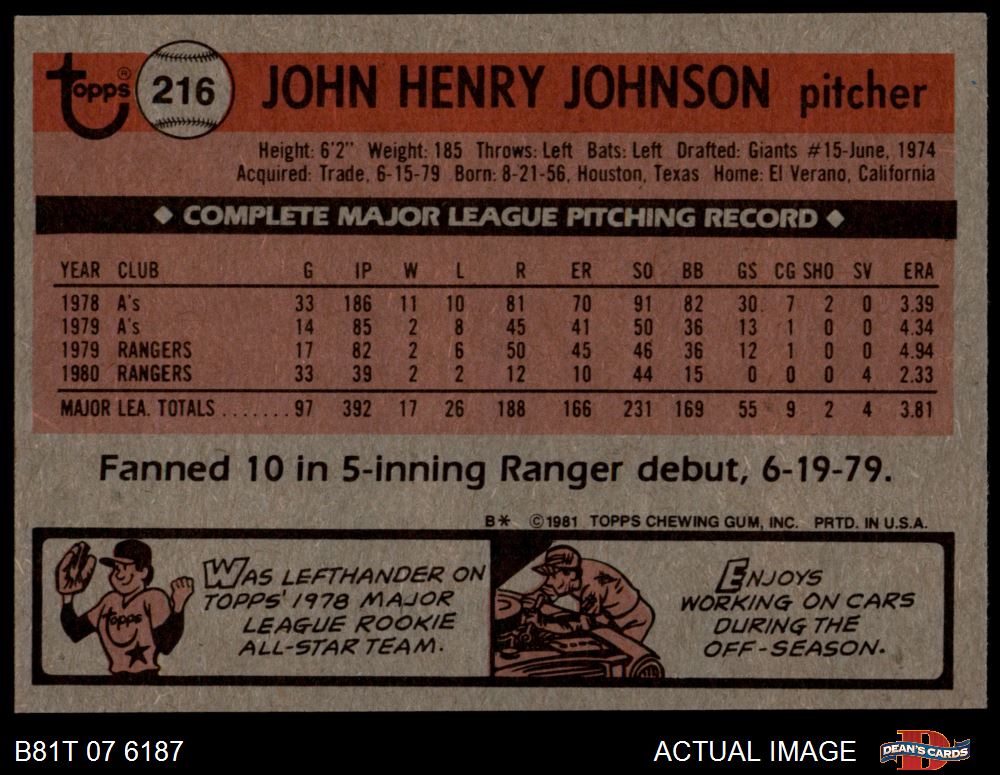 topps® 216 JOHN HENRY JOHNSON pitcher
Height: 6'2" Weight: 185 Throws: Left Bats: Left Drafted: Giants #15-June, 1974
Acquired: Trade, 6-15-79 Born: 8-21-56, Houston, Texas Home: El Verano, California
◆ COMPLETE MAJOR LEAGUE PITCHING RECORD ◆
YEAR CLUB G IP W L R ER SO BB GS CG SHO SV ERA
1978 A's 33 186 11 10 81 70 91 82 30 7 2 0 3.39
1979 A's 14 85 2 8 45 41 50 36 13 1 0 0 4.34
1979 RANGERS 17 82 2 6 50 45 46 36 12 1 0 0 4.94
1980 RANGERS 33 39 2 2 12 10 44 15 0 0 0 4 2.33
MAJOR LEA. TOTALS ....... 97 392 17 26 188 166 231 169 55 9 2 4 3.81
Fanned 10 in 5-inning Ranger debut, 6-19-79.
B* ©1981 TOPPS CHEWING GUM, INC. PRTD. IN U.S.A.
topps
WAS LEFTHANDER ON
TOPPS' 1978 MAJOR
LEAGUE ROOKIE
ALL-STAR TEAM.
ENJOYS
WORKING ON CARS
DURING THE
OFF-SEASON.
B81T 07 6187 ACTUAL IMAGE DEAN'S CARDS